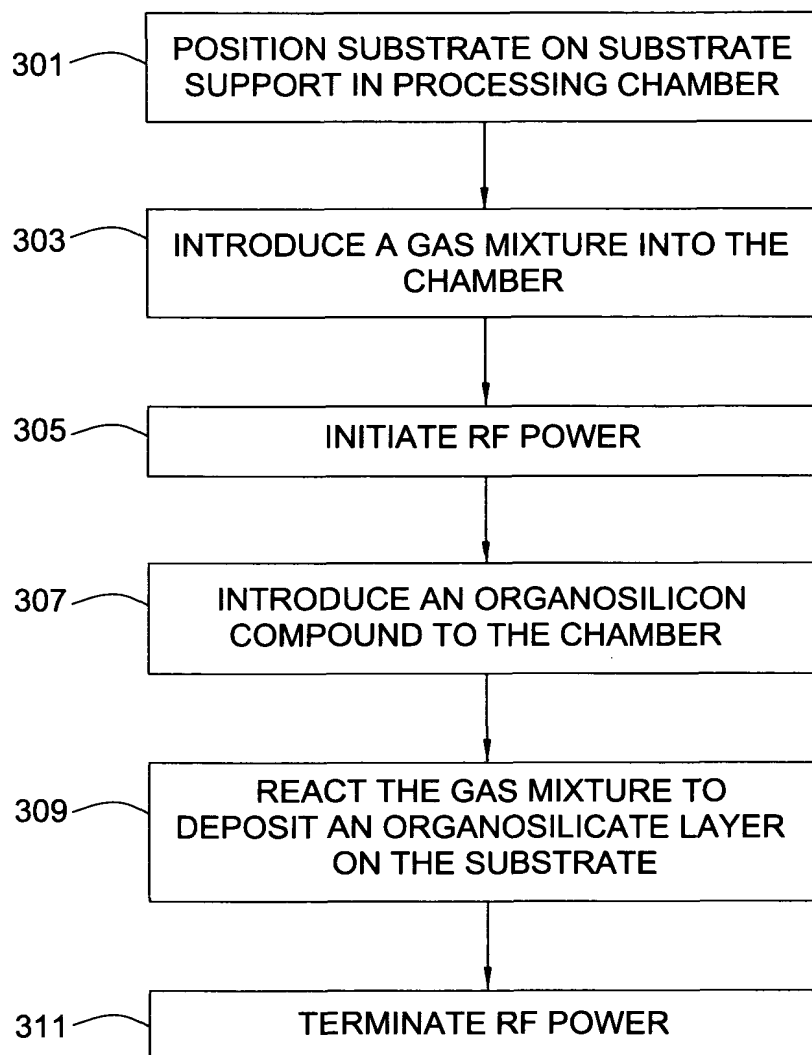 301
POSITION SUBSTRATE ON SUBSTRATE
SUPPORT IN PROCESSING CHAMBER
303
INTRODUCE A GAS MIXTURE INTO THE
CHAMBER
305
INITIATE RF POWER
307
INTRODUCE AN ORGANOSILICON
COMPOUND TO THE CHAMBER
309
REACT THE GAS MIXTURE TO
DEPOSIT AN ORGANOSILICATE LAYER
ON THE SUBSTRATE
311
TERMINATE RF POWER